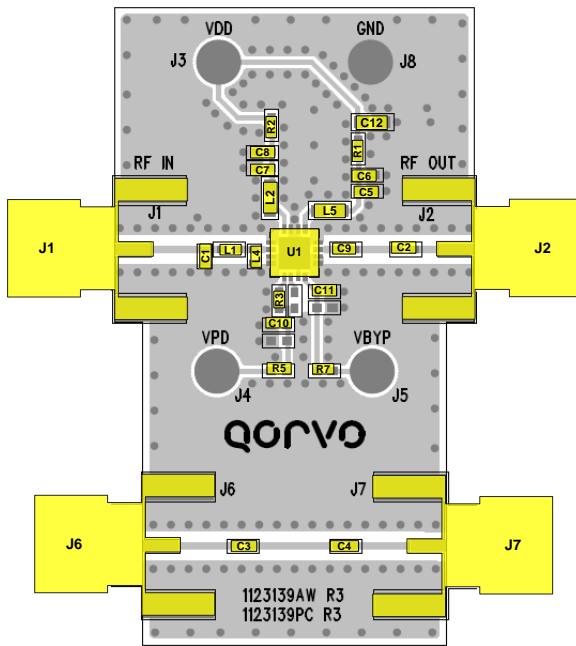 VDD
GND
J3
J8
R2
C12
C8
R1
C7
C6
RF IN
RF OUT
C5
L2
J1
L5
J2
J1
C1
L1
L4
U1
C9
C2
J2
R3
C11
C10
VPD
VBYP
R5
R7
J4
J5
QORVO
J6
J7
J6
C3
C4
J7
1123139AW R3
1123139PC R3